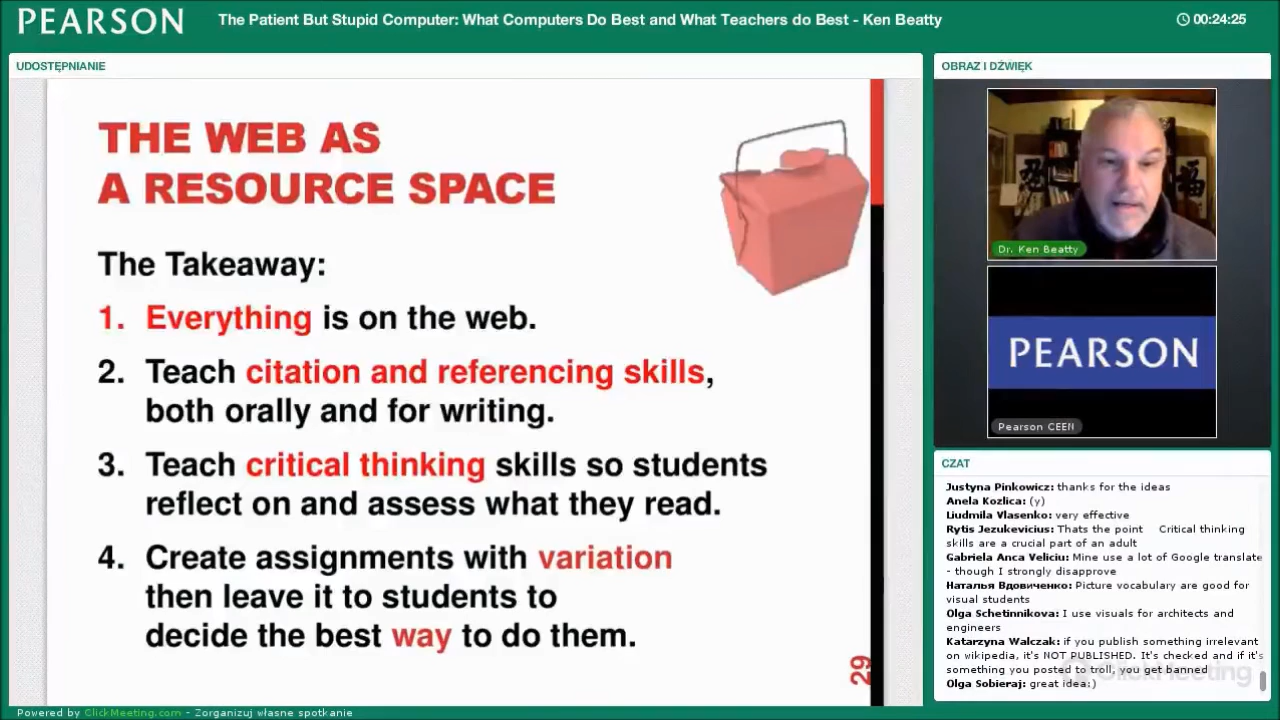 PEARSON
The Patient But Stupid Computer: What Computers Do Best and What Teachers do Best - Ken Beatty
00:24:25
UDOSTĘPNIANIE
THE WEB AS
A RESOURCE SPACE
The Takeaway:
1. Everything is on the web.
2. Teach citation and referencing skills,
both orally and for writing.
3. Teach critical thinking skills so students
reflect on and assess what they read.
4. Create assignments with variation
then leave it to students to
decide the best way to do them.
29
OBRAZ I DŹWIĘK
福
Dr. Ken Beatty
PEARSON
Pearson CEEN
CZAT
Justyna Pinkowicz: thanks for the ideas
Anela Kozlica: (y)
Liudmila Vlasenko: very effective
Rytis Jezukevicius: Thats the point Critical thinking
skills are a crucial part of an adult
Gabriela Anca Veliciu: Mine use a lot of Google translate
- though I strongly disapprove
Наталья Вдовиченко: Picture vocabulary are good for
visual students
Olga Schetinnikova: I use visuals for architects and
engineers
Katarzyna Walczak: if you publish something irrelevant
on wikipedia, it's NOT PUBLISHED. It's checked and if it's
something you posted to troll, you get banned
Olga Sobieraj: great idea:)
ClickMeeting
Powered by ClickMeeting.com - Zorganizuj własne spotkanie